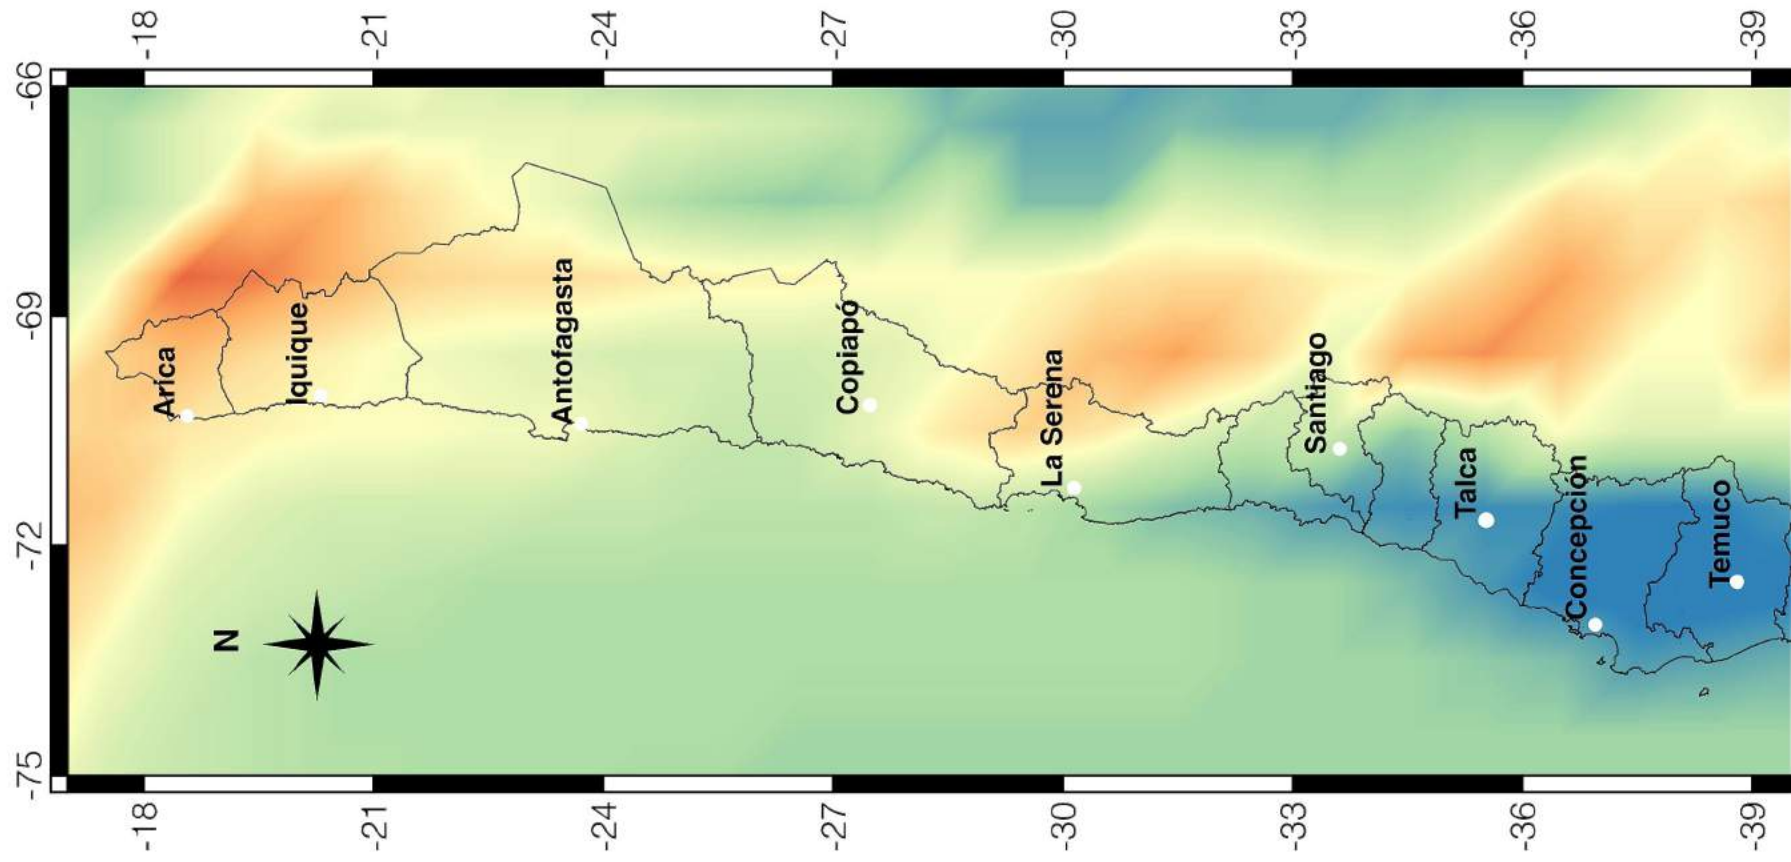 -18
-21
-24
-27
-30
-33
-36
-39
-66
-69
-72
-75
Arica
Iquique
Antofagasta
Copiapó
La Serena
Santiago
Talca
Concepción
Temuco
N
-18
-21
-24
-27
-30
-33
-36
-39